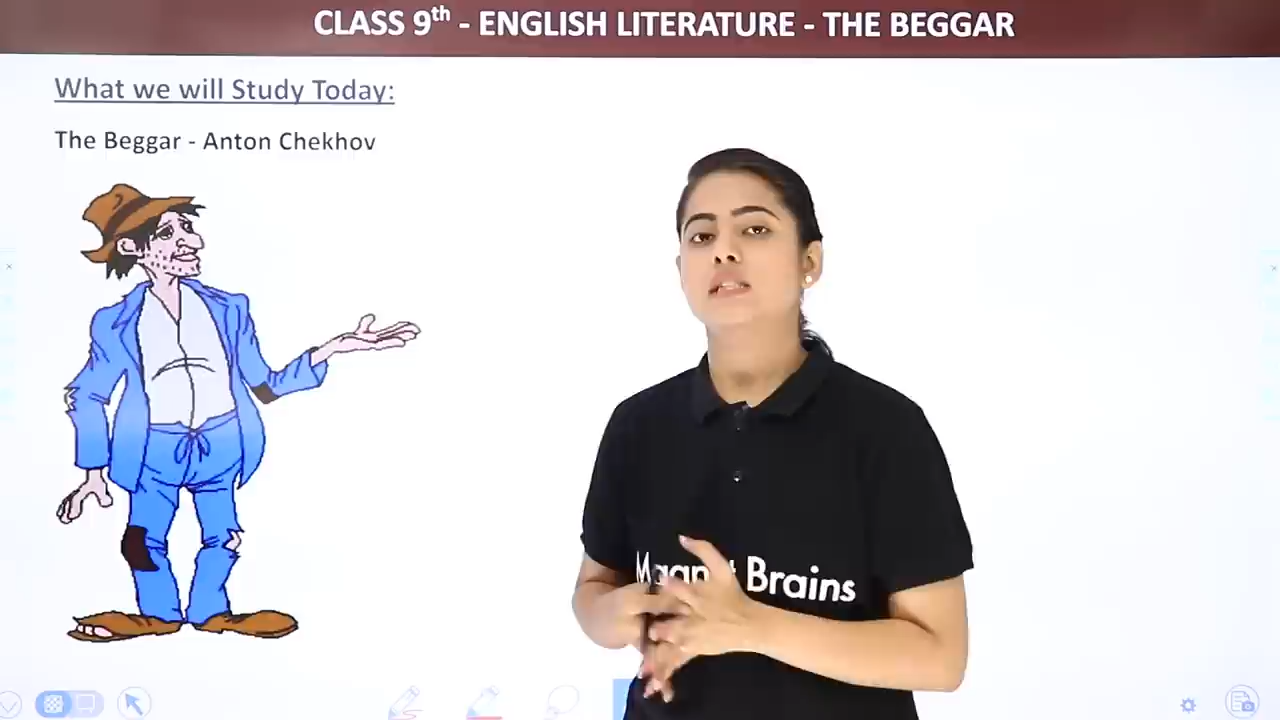 CLASS 9th - ENGLISH LITERATURE - THE BEGGAR
What we will Study Today:
The Beggar - Anton Chekhov
Brains